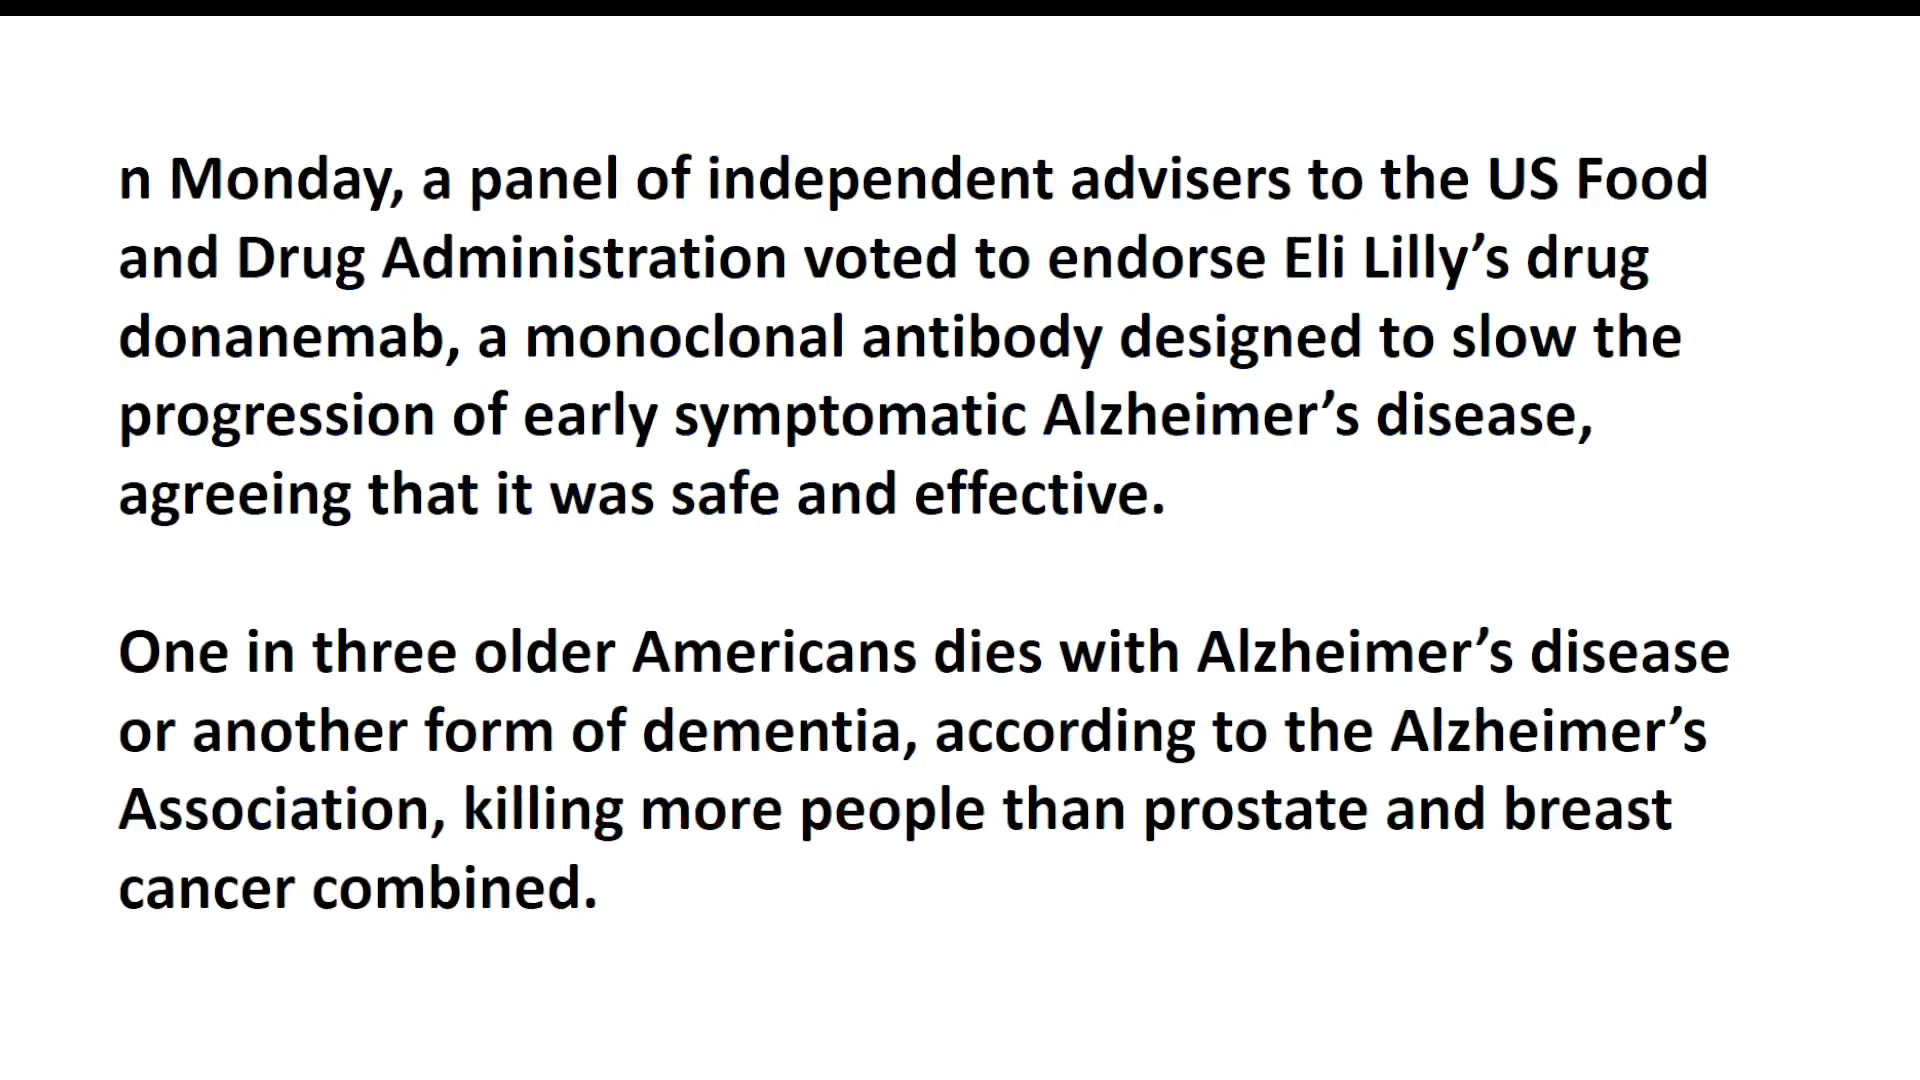 n Monday, a panel of independent advisers to the US Food
and Drug Administration voted to endorse Eli Lilly’s drug
donanemab, a monoclonal antibody designed to slow the
progression of early symptomatic Alzheimer’s disease,
agreeing that it was safe and effective.
One in three older Americans dies with Alzheimer’s disease
or another form of dementia, according to the Alzheimer’s
Association, killing more people than prostate and breast
cancer combined.